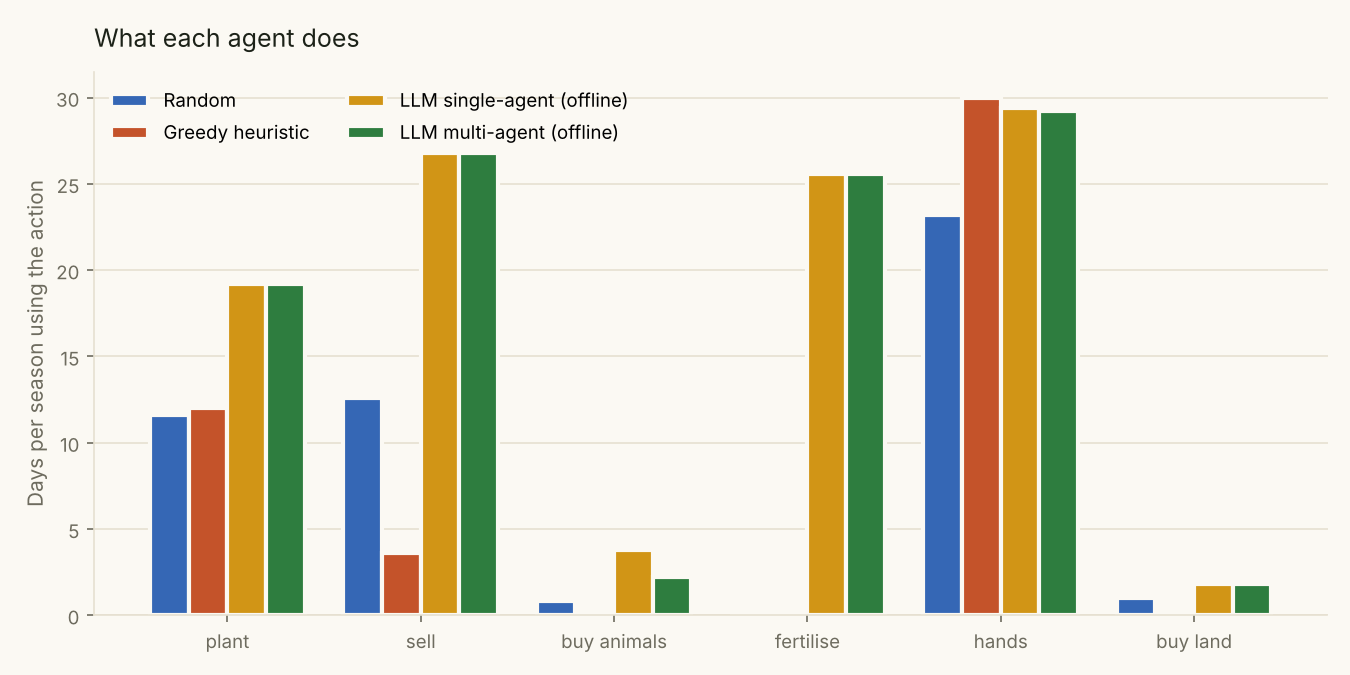 What each agent does
Random
Greedy heuristic
LLM single-agent (offline)
LLM multi-agent (offline)
Days per season using the action
30
25
20
15
10
5
0
plant
sell
buy animals
fertilise
hands
buy land